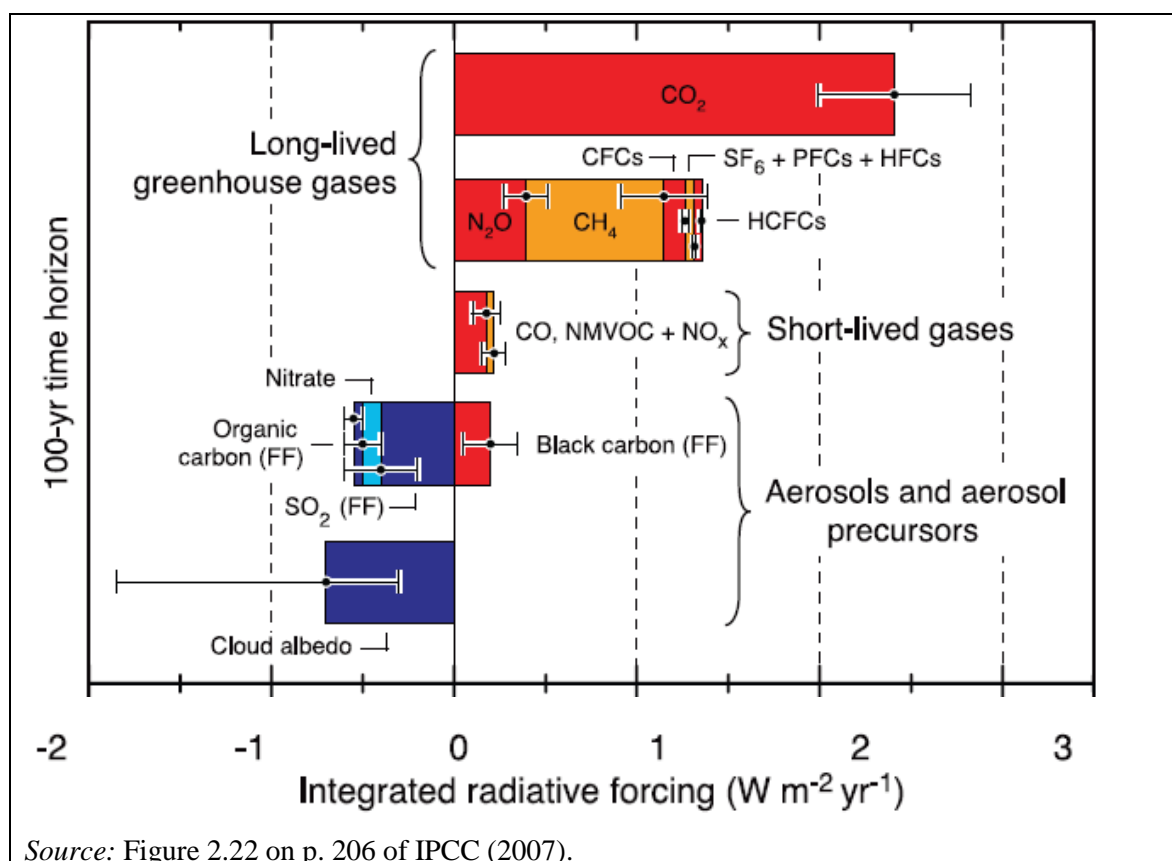 CO₂
Long-lived
greenhouse gases
CFCs
SF₆ + PFCs + HFCs
N₂O
CH₄
HCFCs
CO, NMVOC + NOₓ
Short-lived gases
Nitrate
Organic
carbon (FF)
Black carbon (FF)
SO₂ (FF)
Aerosols and aerosol
precursors
Cloud albedo
100-yr time horizon
-2 -1 0 1 2 3
Integrated radiative forcing (W m⁻² yr⁻¹)
Source: Figure 2.22 on p. 206 of IPCC (2007).